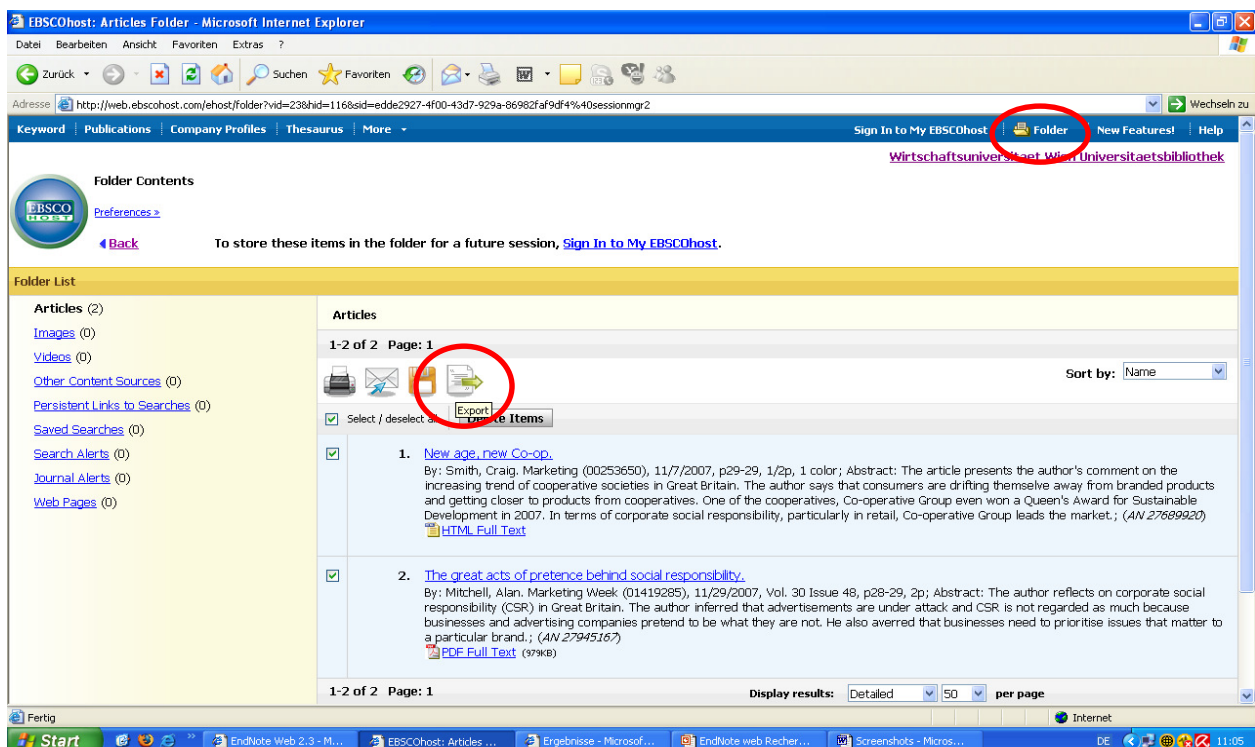 EBSCOhost: Articles Folder - Microsoft Internet Explorer
Datei Bearbeiten Ansicht Favoriten Extras ?
Zurück Suchen Favoriten
Adresse http://web.ebscohost.com/ehost/folder?vid=23&hid=116&sid=edde2927-4f00-43d7-929a-86982faf9df4%40sessionmgr2 Wechseln zu
Keyword Publications Company Profiles Thesaurus More Sign In to My EBSCOhost Folder New Features! Help
Wirtschaftsuniversitaet Wien Universitaetsbibliothek
Folder Contents
EBSCO
HOST
Preferences »
Back To store these items in the folder for a future session, Sign In to My EBSCOhost.
Folder List
Articles (2)
Images (0)
Videos (0)
Other Content Sources (0)
Persistent Links to Searches (0)
Saved Searches (0)
Search Alerts (0)
Journal Alerts (0)
Web Pages (0)
Articles
1-2 of 2 Page: 1
Sort by: Name
Export
Select / deselect Items
1. New age, new Co-op.
By: Smith, Craig. Marketing (00253650), 11/7/2007, p29-29, 1/2p, 1 color; Abstract: The article presents the author's comment on the
increasing trend of cooperative societies in Great Britain. The author says that consumers are drifting themselve away from branded products
and getting closer to products from cooperatives. One of the cooperatives, Co-operative Group even won a Queen's Award for Sustainable
Development in 2007. In terms of corporate social responsibility, particularly in retail, Co-operative Group leads the market.; (AN 27689920)
HTML Full Text
2. The great acts of pretence behind social responsibility.
By: Mitchell, Alan. Marketing Week (01419285), 11/29/2007, Vol. 30 Issue 48, p28-29, 2p; Abstract: The author reflects on corporate social
responsibility (CSR) in Great Britain. The author inferred that advertisements are under attack and CSR is not regarded as much because
businesses and advertising companies pretend to be what they are not. He also averred that businesses need to prioritise issues that matter to
a particular brand.; (AN 27945167)
PDF Full Text (979KB)
1-2 of 2 Page: 1 Display results: Detailed 50 per page
Fertig Internet
Start EndNote Web 2.3 - M... EBSCOhost: Articles ... Ergebnisse - Microsof... EndNote web Recher... Screenshots - Micros... DE 11:05